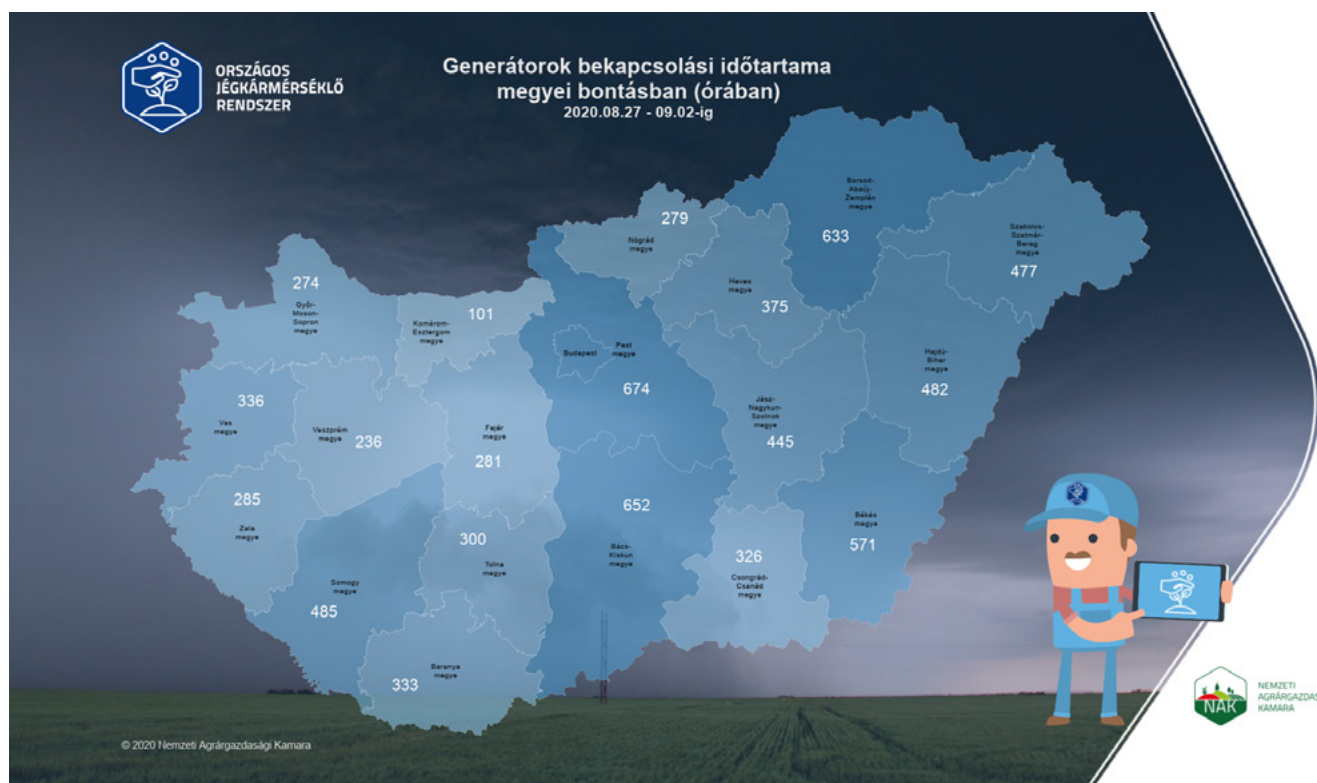 ORSZÁGOS
JÉGKÁRMÉRSÉKLŐ
RENDSZER
Generátorok bekapcsolási időtartama
megyei bontásban (órában)
2020.08.27 - 09.02-ig
279
Nógrád
megye
Borsod-
Abaúj-
Zemplén
megye
633
Szabolcs-
Szatmár-
Bereg
megye
477
274
Győr-
Moson-
Sopron
megye
101
Komárom-
Esztergom
megye
Heves
megye
375
Budapest
Pest
megye
674
Hajdú-
Bihar
megye
482
336
Vas
megye
Veszprém
megye
236
Fejér
megye
281
Jász-
Nagykun-
Szolnok
megye
445
285
Zala
megye
652
Bács-
Kiskun
megye
300
Tolna
megye
326
Csongrád-
Csanád
megye
Békés
megye
571
Somogy
megye
485
Baranya
megye
333
NAK
NEMZETI
AGRÁRGAZDAS
KAMARA
© 2020 Nemzeti Agrárgazdasági Kamara